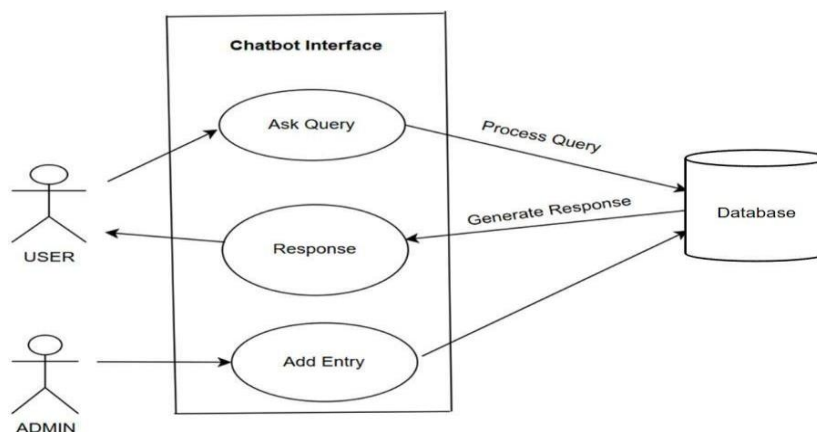 Chatbot Interface
Ask Query
Process Query
Generate Response
Database
USER
Response
Add Entry
ADMIN